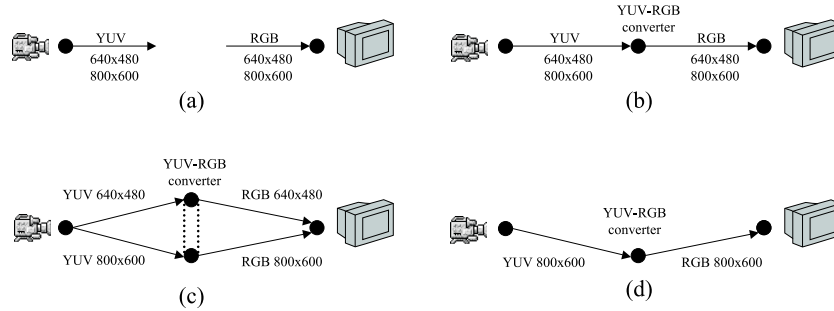 YUV
640x480
800x600
RGB
640x480
800x600
(a)
YUV-RGB
converter
YUV
640x480
800x600
RGB
640x480
800x600
(b)
YUV-RGB
converter
YUV 640x480
RGB 640x480
YUV 800x600
RGB 800x600
(c)
YUV-RGB
converter
YUV 800x600
RGB 800x600
(d)